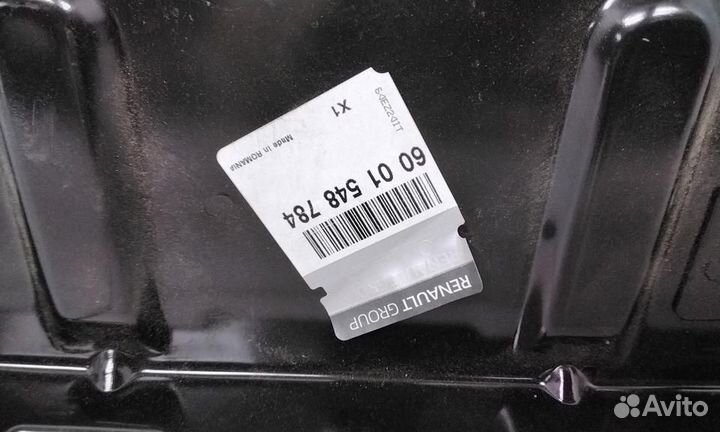 RENAULT GROUP
60 01 548 784
X1
Made in ROMANIA
Avito